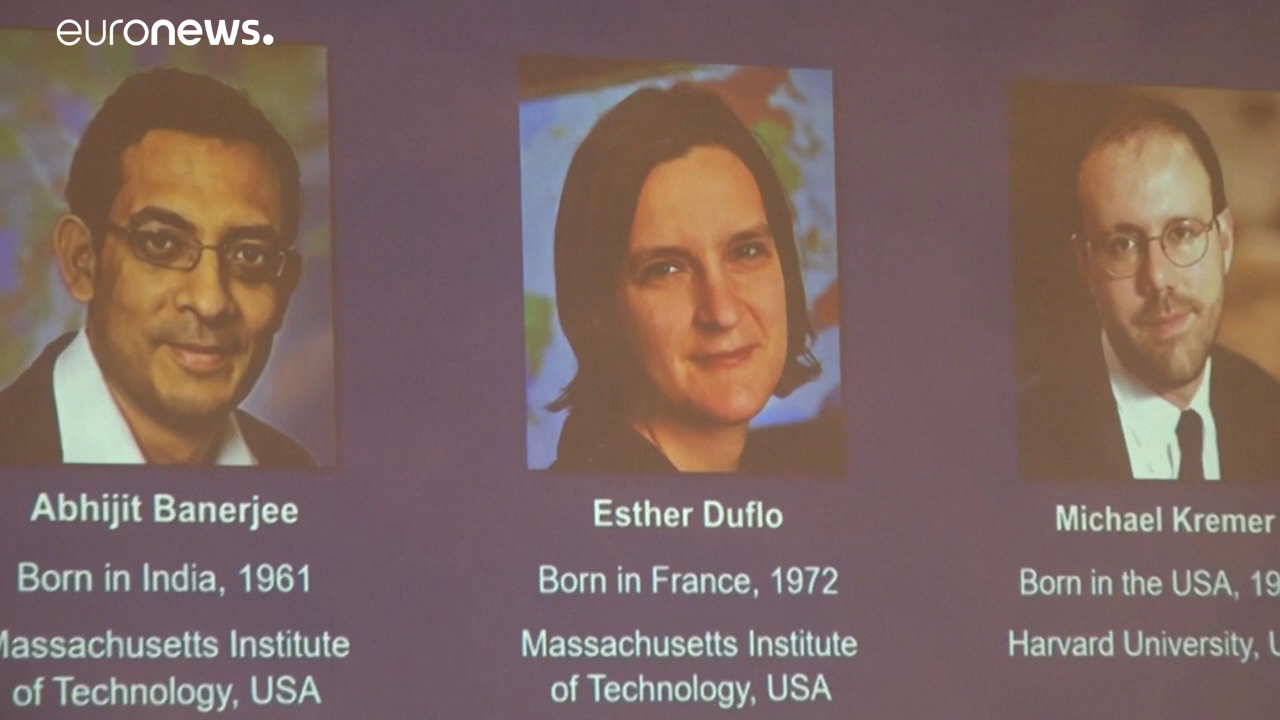 euronews.
Abhijit Banerjee
Born in India, 1961
Massachusetts Institute
of Technology, USA
Esther Duflo
Born in France, 1972
Massachusetts Institute
of Technology, USA
Michael Kremer
Born in the USA, 19
Harvard University, U